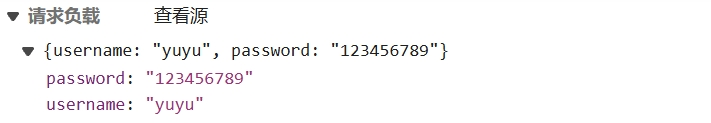 请求负载 查看源
{username: "yuyu", password: "123456789"}
password: "123456789"
username: "yuyu"